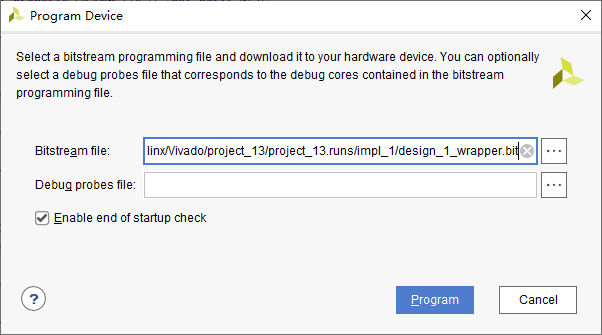 Program Device
Select a bitstream programming file and download it to your hardware device. You can optionally
select a debug probes file that corresponds to the debug cores contained in the bitstream
programming file.
Bitstream file: linx/Vivado/project_13/project_13.runs/impl_1/design_1_wrapper.bit ...
Debug probes file: ...
Enable end of startup check
? Program Cancel